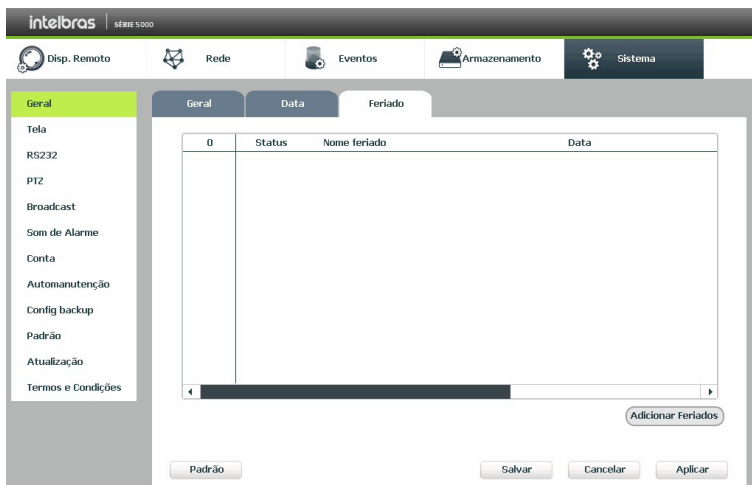 intelbras SÉRIE 5000
Disp. Remoto Rede Eventos Armazenamento Sistema
Geral
Tela
RS232
PTZ
Broadcast
Som de Alarme
Conta
Automanutenção
Config backup
Padrão
Atualização
Termos e Condições
Geral Data Feriado
0 Status Nome feriado Data
Adicionar Feriados
Padrão Salvar Cancelar Aplicar